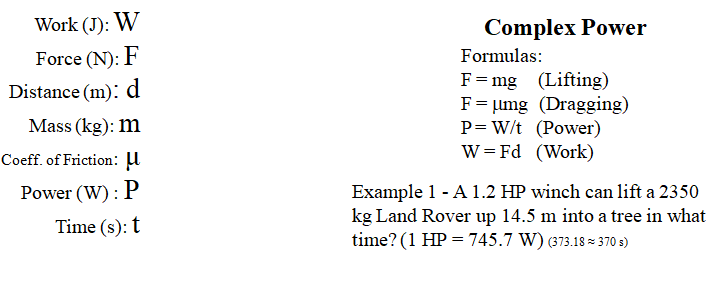 Work (J): W
Force (N): F
Distance (m): d
Mass (kg): m
Coeff. of Friction: μ
Power (W) : P
Time (s): t
Complex Power
Formulas:
F = mg (Lifting)
F = μmg (Dragging)
P= W/t (Power)
W = Fd (Work)
Example 1 - A 1.2 HP winch can lift a 2350
kg Land Rover up 14.5 m into a tree in what
time? (1 HP = 745.7 W) (373.18 ≈ 370 s)